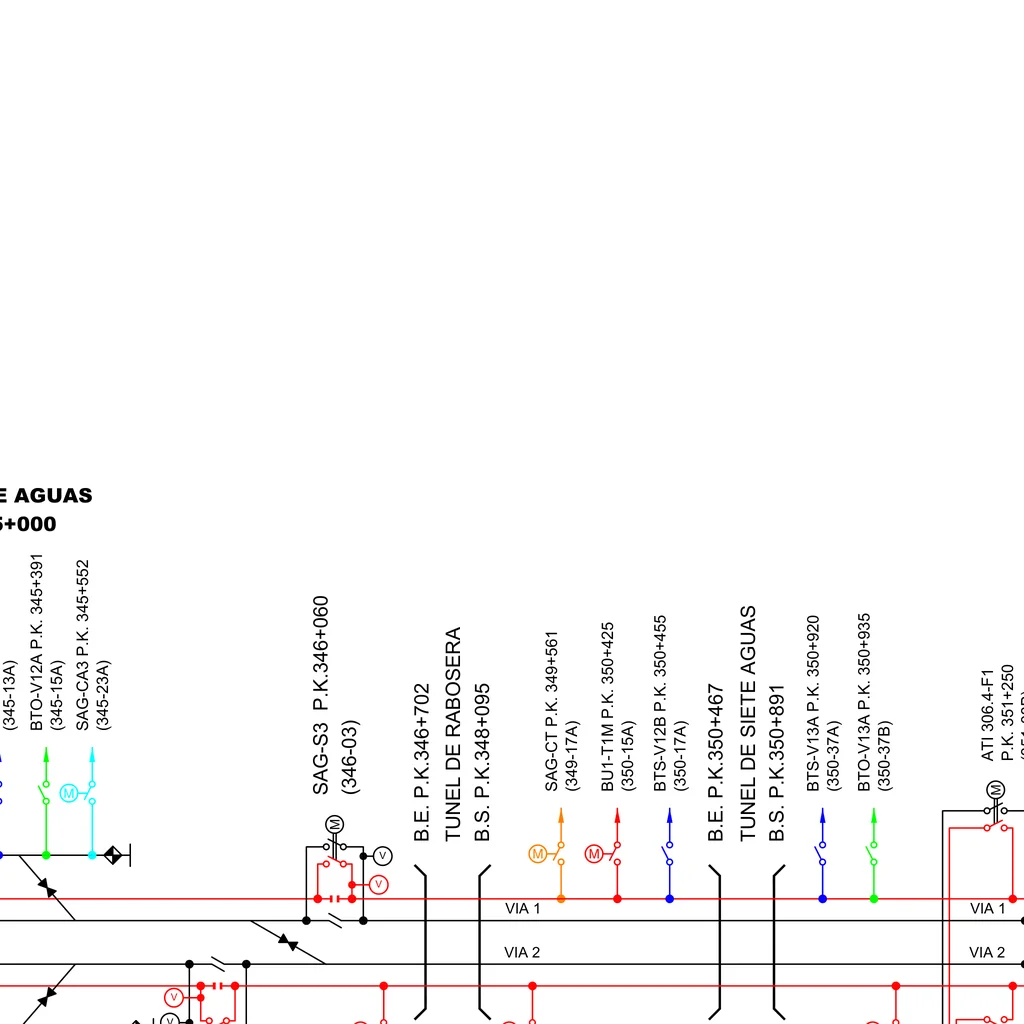 E AGUAS
5+000
(345-13A)
BTO-V12A P.K. 345+391
(345-15A)
SAG-CA3 P.K. 345+552
(345-23A)
SAG-S3 P.K.346+060
(346-03)
B.E. P.K.346+702
TUNEL DE RABOSERA
B.S. P.K.348+095
SAG-CT P.K. 349+561
(349-17A)
BU1-T1M P.K. 350+425
(350-15A)
BTS-V12B P.K. 350+455
(350-17A)
B.E. P.K.350+467
TUNEL DE SIETE AGUAS
B.S. P.K.350+891
BTS-V13A P.K. 350+920
(350-37A)
BTO-V13A P.K. 350+935
(350-37B)
ATI 306.4-F1
P.K. 351+250
M
M
V
V
M
M
M
VIA 1
VIA 1
VIA 2
VIA 2
V
V